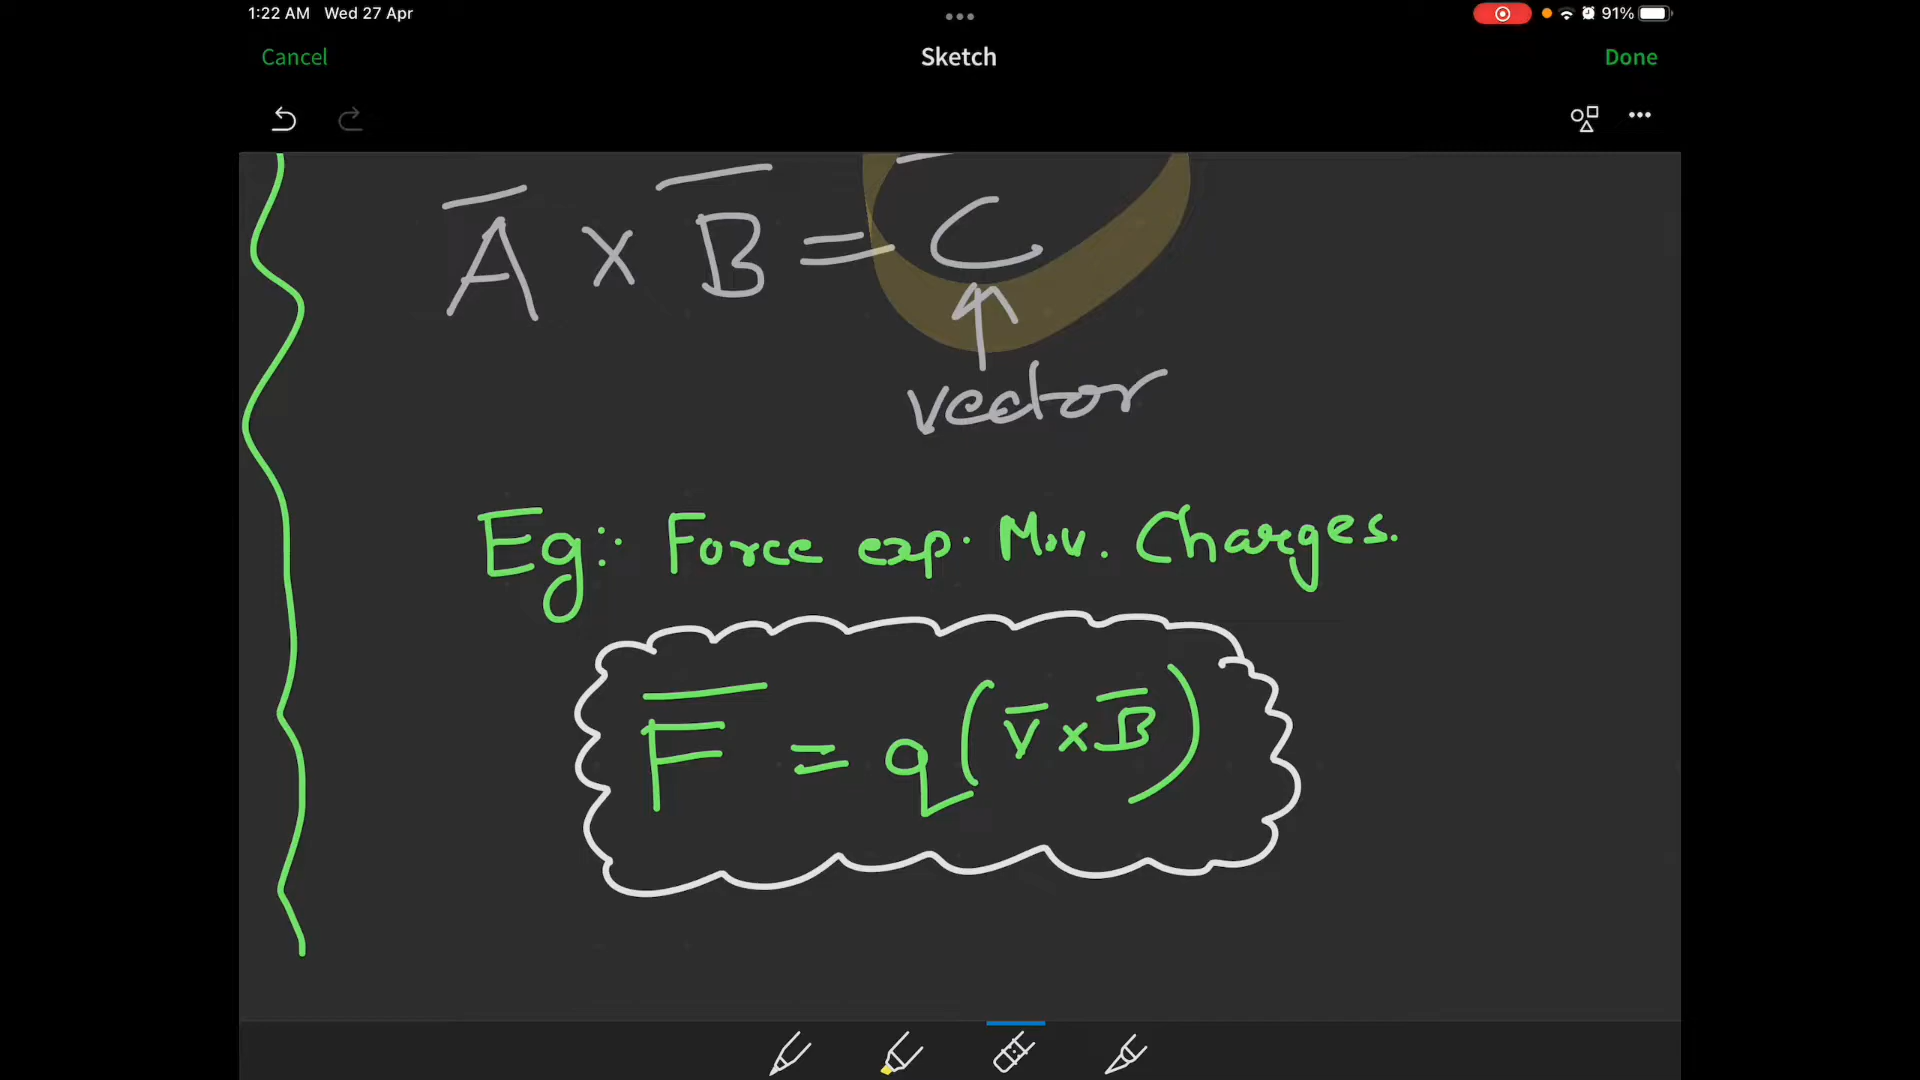 1:22 AM Wed 27 Apr
91%
Cancel
Sketch
Done
A̅ × B̅ = C̅
vector
Eg:- Force exp. Mov. Charges.
F̅ = q(v̅ × B̅)